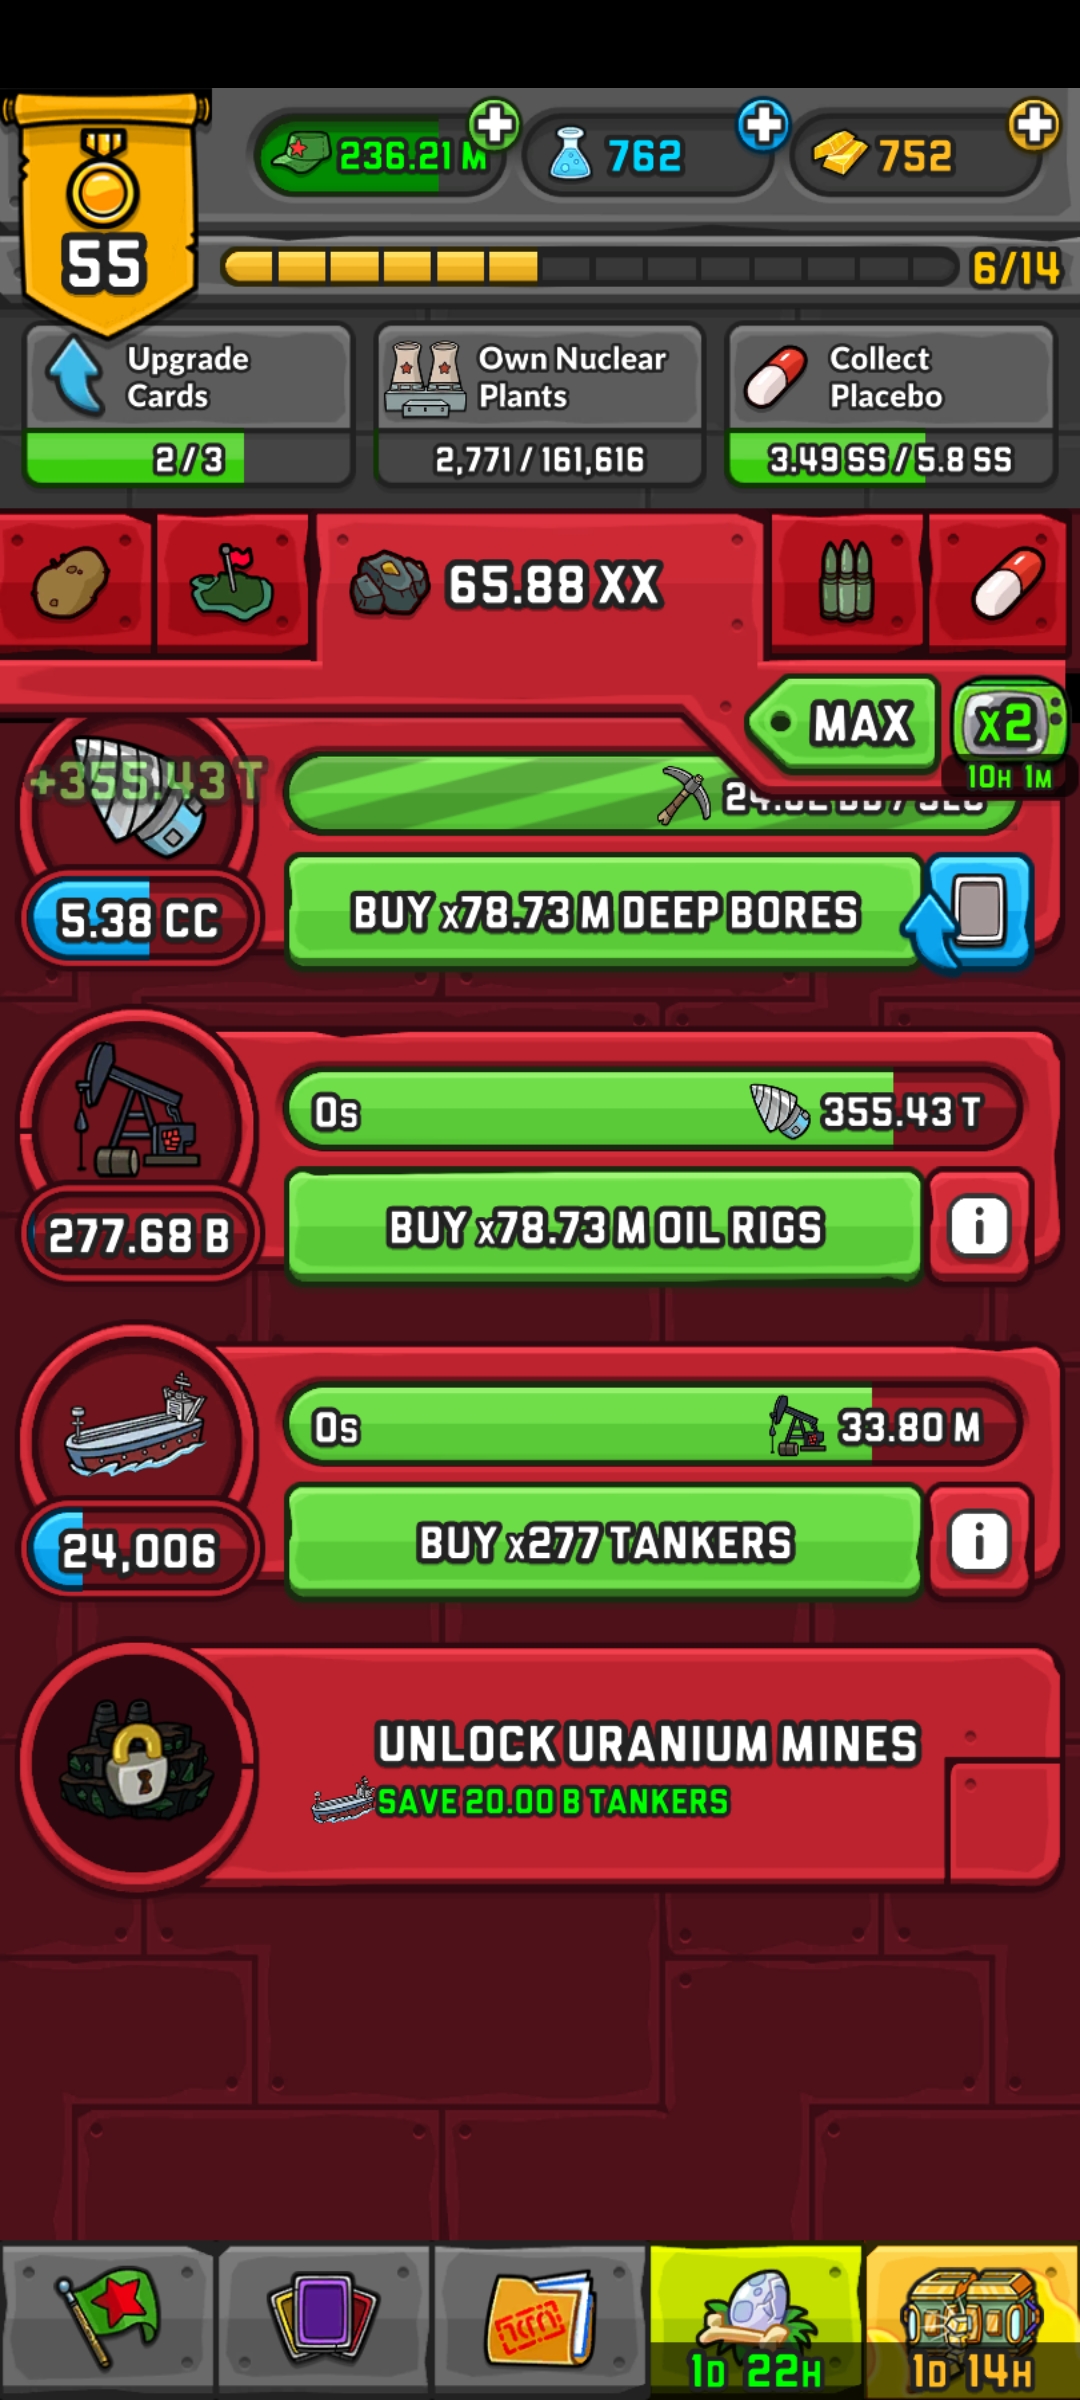 236.21 M
762
752
55
6/14
Upgrade
Cards
2/3
Own Nuclear
Plants
2,771/161,616
Collect
Placebo
3.49 SS/5.8 SS
65.88 XX
MAX
x2
10H 1M
+355.43 T
5.38 CC
BUY x78.73 M DEEP BORES
0s
355.43 T
277.68 B
BUY x78.73 M OIL RIGS
i
0s
33.80 M
24,006
BUY x277 TANKERS
i
UNLOCK URANIUM MINES
SAVE 20.00 B TANKERS
1D 22H
1D 14H